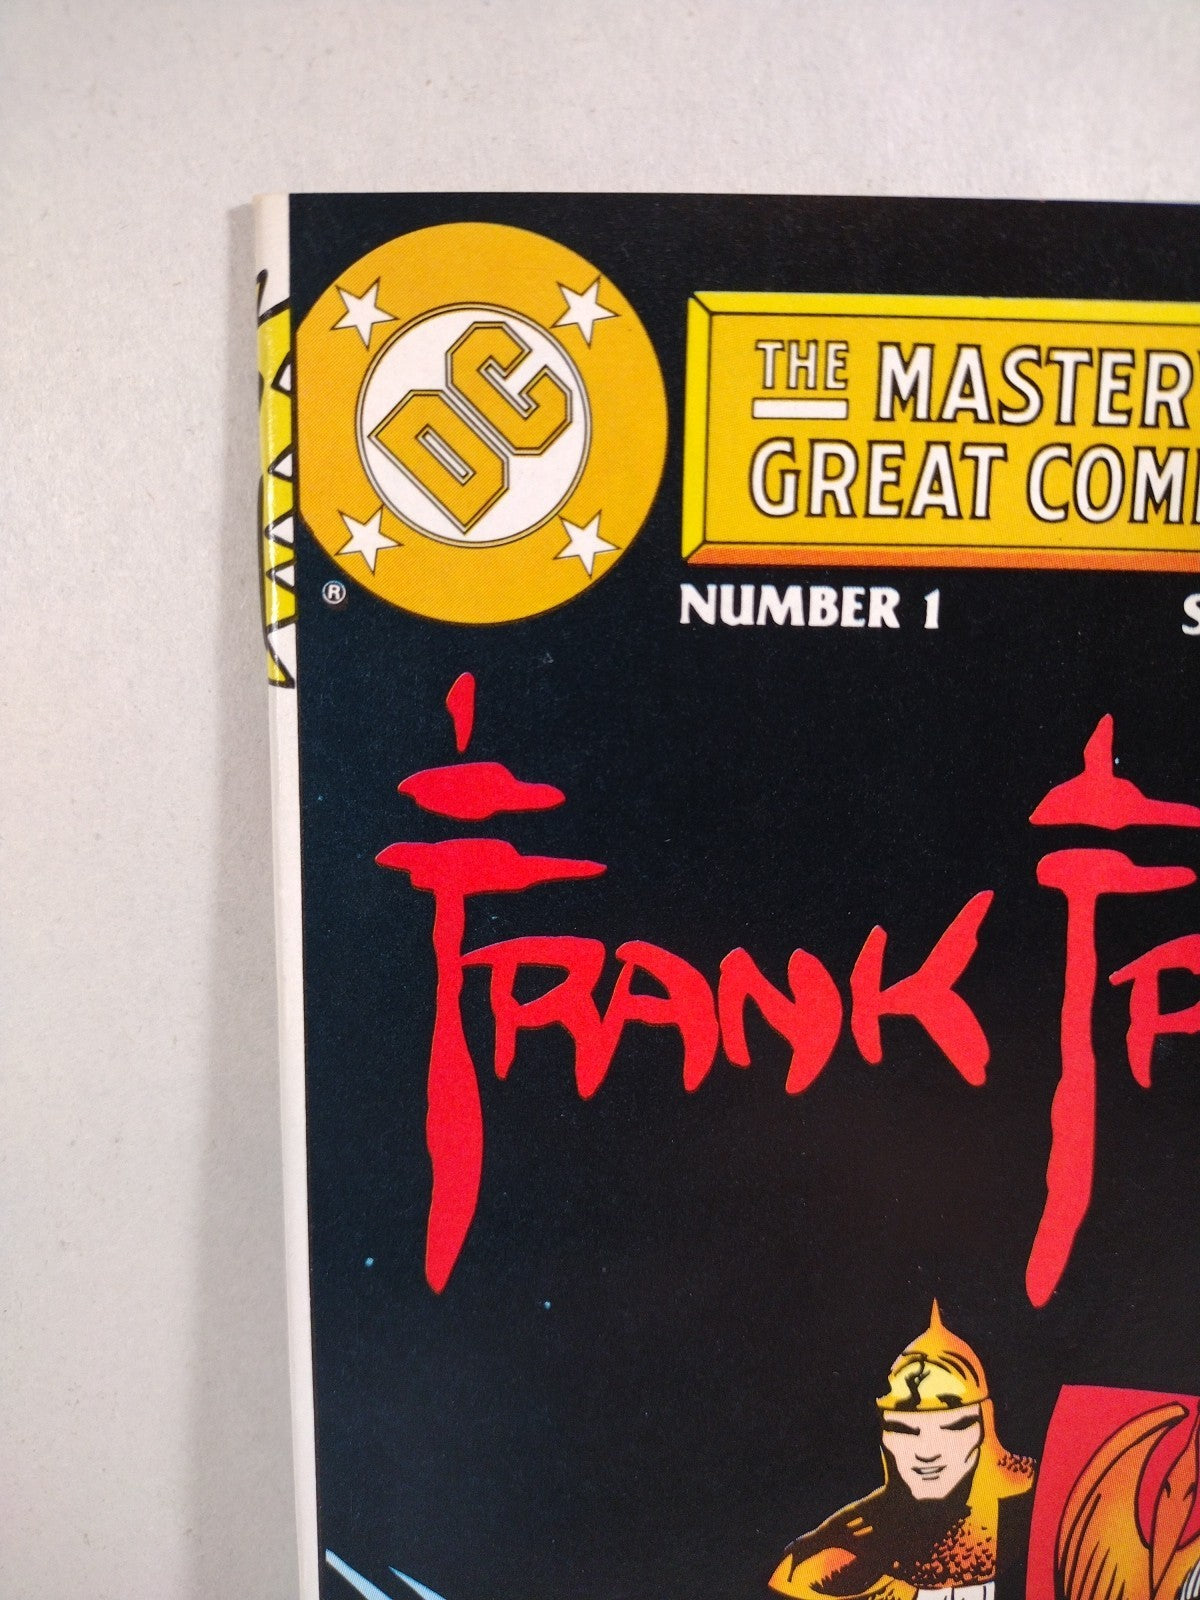 DC
®
THE MASTER
GREAT COM
NUMBER 1
S
FRANK